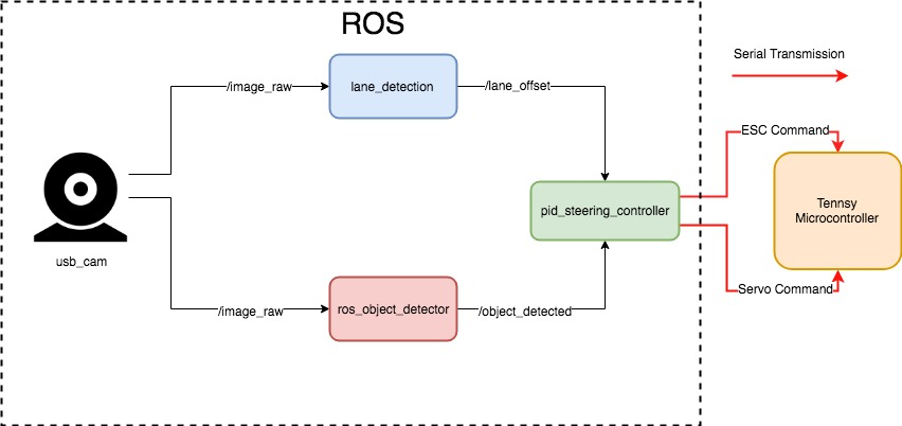 ROS
Serial Transmission
/image_raw
lane_detection
/lane_offset
ESC Command
usb_cam
pid_steering_controller
Tennsy
Microcontroller
Servo Command
/image_raw
ros_object_detector
/object_detected